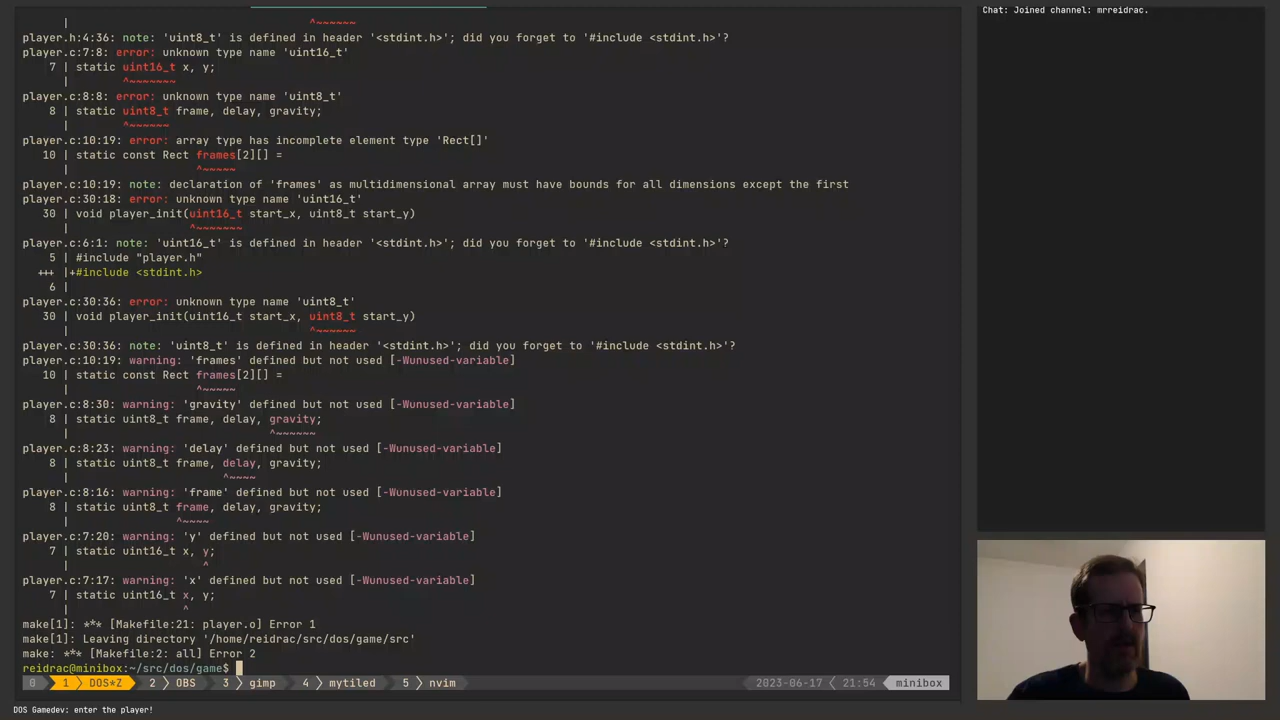 |                                         ^~~~~~~
player.h:4:36: note: 'uint8_t' is defined in header '<stdint.h>'; did you forget to '#include <stdint.h>'?
player.c:7:8: error: unknown type name 'uint16_t'
    7 | static uint16_t x, y;
      |        ^~~~~~~~
player.c:8:8: error: unknown type name 'uint8_t'
    8 | static uint8_t frame, delay, gravity;
      |        ^~~~~~~
player.c:10:19: error: array type has incomplete element type 'Rect[]'
   10 | static const Rect frames[2][] =
      |                   ^~~~~~
player.c:10:19: note: declaration of 'frames' as multidimensional array must have bounds for all dimensions except the first
player.c:30:18: error: unknown type name 'uint16_t'
   30 | void player_init(uint16_t start_x, uint8_t start_y)
      |                  ^~~~~~~~
player.c:6:1: note: 'uint16_t' is defined in header '<stdint.h>'; did you forget to '#include <stdint.h>'?
    5 | #include "player.h"
  +++ |+#include <stdint.h>
    6 |
player.c:30:36: error: unknown type name 'uint8_t'
   30 | void player_init(uint16_t start_x, uint8_t start_y)
      |                                    ^~~~~~~
player.c:30:36: note: 'uint8_t' is defined in header '<stdint.h>'; did you forget to '#include <stdint.h>'?
player.c:10:19: warning: 'frames' defined but not used [-Wunused-variable]
   10 | static const Rect frames[2][] =
      |                   ^~~~~~
player.c:8:30: warning: 'gravity' defined but not used [-Wunused-variable]
    8 | static uint8_t frame, delay, gravity;
      |                              ^~~~~~~
player.c:8:23: warning: 'delay' defined but not used [-Wunused-variable]
    8 | static uint8_t frame, delay, gravity;
      |                       ^~~~~
player.c:8:16: warning: 'frame' defined but not used [-Wunused-variable]
    8 | static uint8_t frame, delay, gravity;
      |                ^~~~~
player.c:7:20: warning: 'y' defined but not used [-Wunused-variable]
    7 | static uint16_t x, y;
      |                    ^
player.c:7:17: warning: 'x' defined but not used [-Wunused-variable]
    7 | static uint16_t x, y;
      |                 ^
make[1]: *** [Makefile:21: player.o] Error 1
make[1]: Leaving directory '/home/reidrac/src/dos/game/src'
make: *** [Makefile:2: all] Error 2
reidrac@minibox:~/src/dos/game$
0 1 DOS*Z 2 OBS 3 gimp 4 mytiled 5 nvim 2023-06-17 21:54 minibox
DOS Gamedev: enter the player!
Chat: Joined channel: mrreidrac.